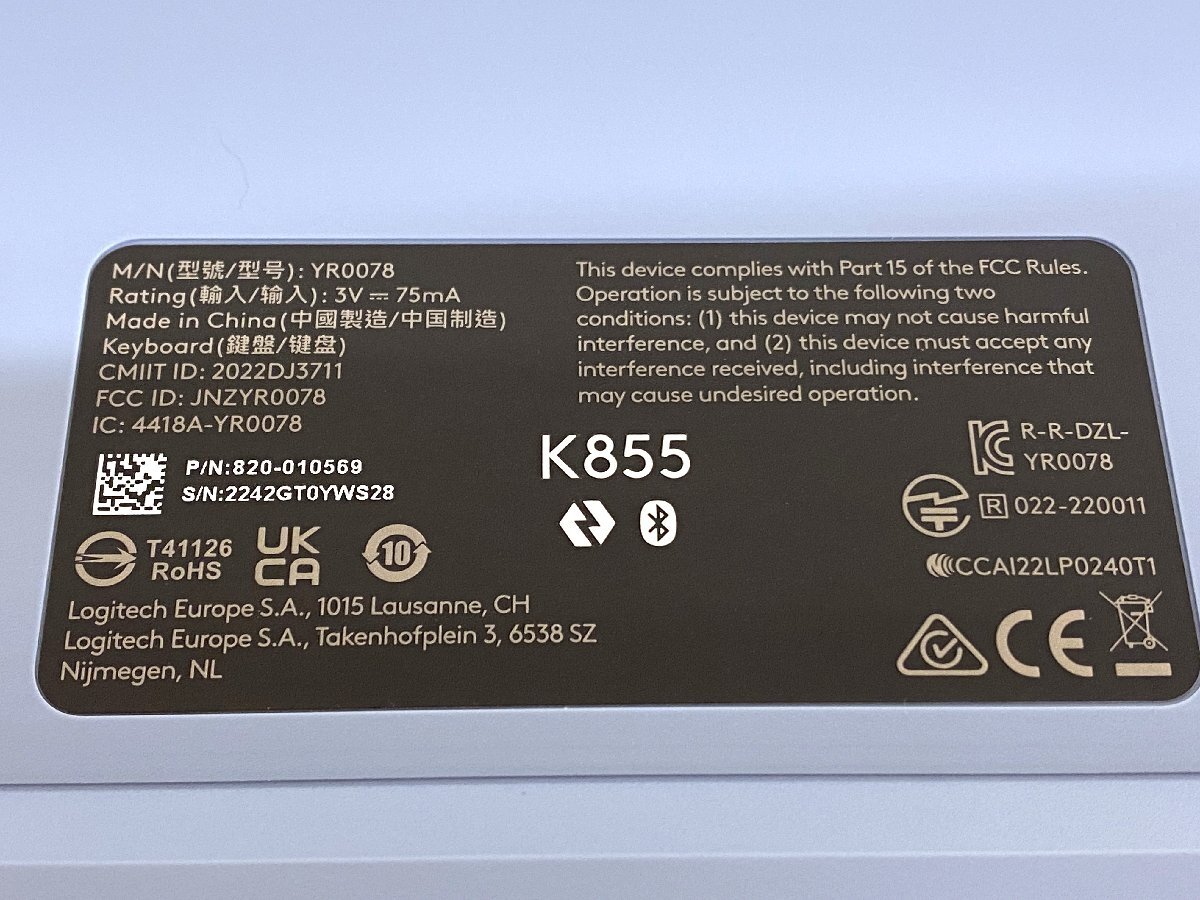 M/N(型號/型号): YR0078
Rating(輸入/输入): 3V ⎓ 75mA
Made in China(中國製造/中国制造)
Keyboard(鍵盤/键盘)
CMIIT ID: 2022DJ3711
FCC ID: JNZYR0078
IC: 4418A-YR0078
P/N:820-010569
S/N:2242GT0YWS28
T41126
RoHS
UK
CA
10
Logitech Europe S.A., 1015 Lausanne, CH
Logitech Europe S.A., Takenhofplein 3, 6538 SZ
Nijmegen, NL
K855
This device complies with Part 15 of the FCC Rules.
Operation is subject to the following two
conditions: (1) this device may not cause harmful
interference, and (2) this device must accept any
interference received, including interference that
may cause undesired operation.
R-R-DZL-
YR0078
R 022-220011
CCAI22LP0240T1
CE